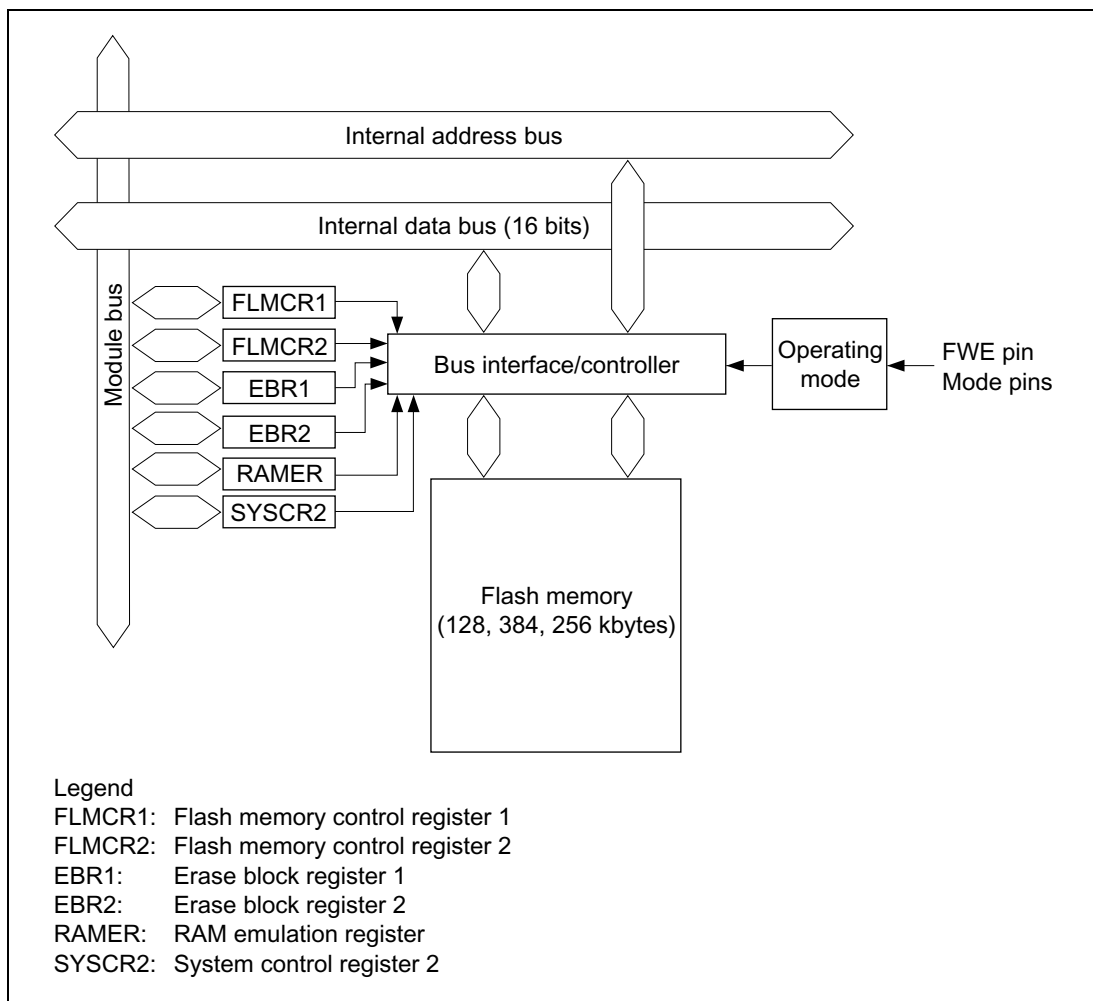 Internal address bus
Internal data bus (16 bits)
Module bus
FLMCR1
FLMCR2
EBR1
EBR2
RAMER
SYSCR2
Bus interface/controller
Operating
mode
FWE pin
Mode pins
Flash memory
(128, 384, 256 kbytes)
Legend
FLMCR1: Flash memory control register 1
FLMCR2: Flash memory control register 2
EBR1: Erase block register 1
EBR2: Erase block register 2
RAMER: RAM emulation register
SYSCR2: System control register 2